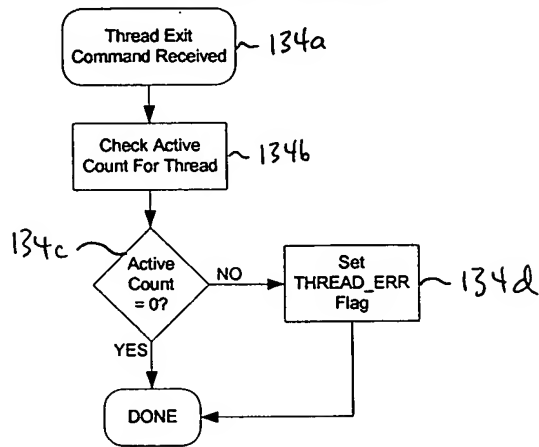 Thread Exit
Command Received
134a
Check Active
Count For Thread
134b
134c
Active
Count
= 0?
NO
Set
THREAD_ERR
Flag
134d
YES
DONE